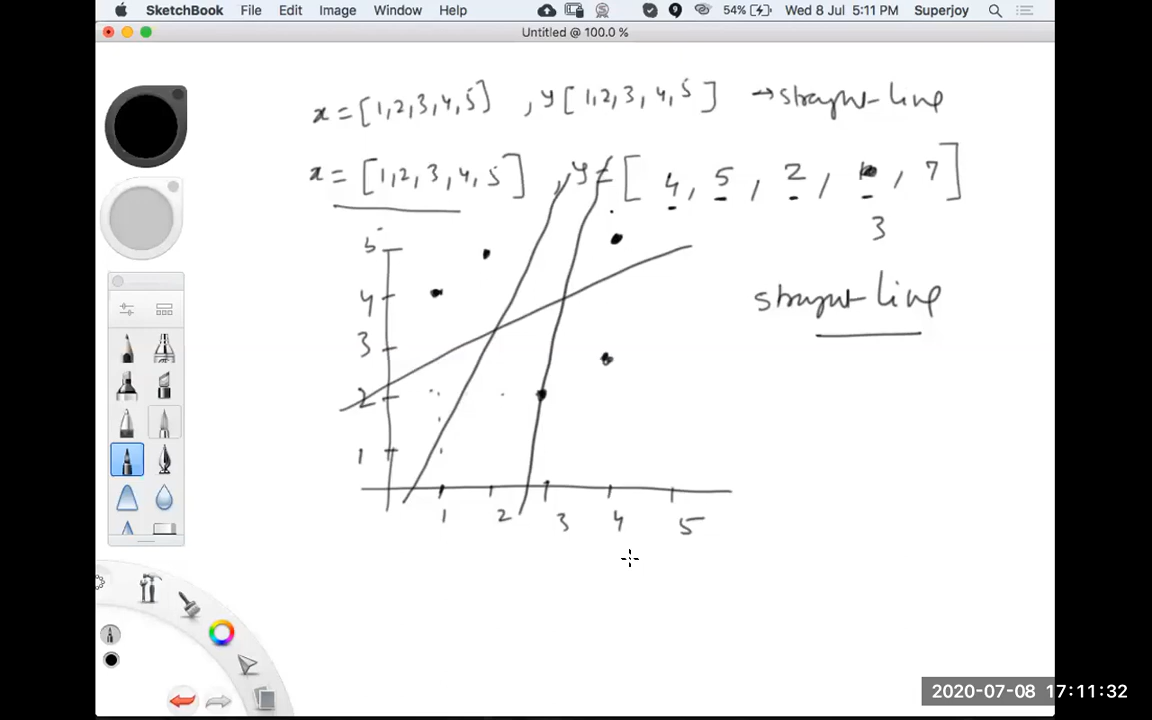 SketchBook File Edit Image Window Help 9 54% Wed 8 Jul 5:11 PM Superjoy
Untitled @ 100.0 %
x = [1,2,3,4,5] , y [1,2,3,4,5] → straight line
x = [1,2,3,4,5] , y = [4, 5, 2, , 7]
3
5
4
3
2
1
straight line
1 2 3 4 5
2020-07-08 17:11:32